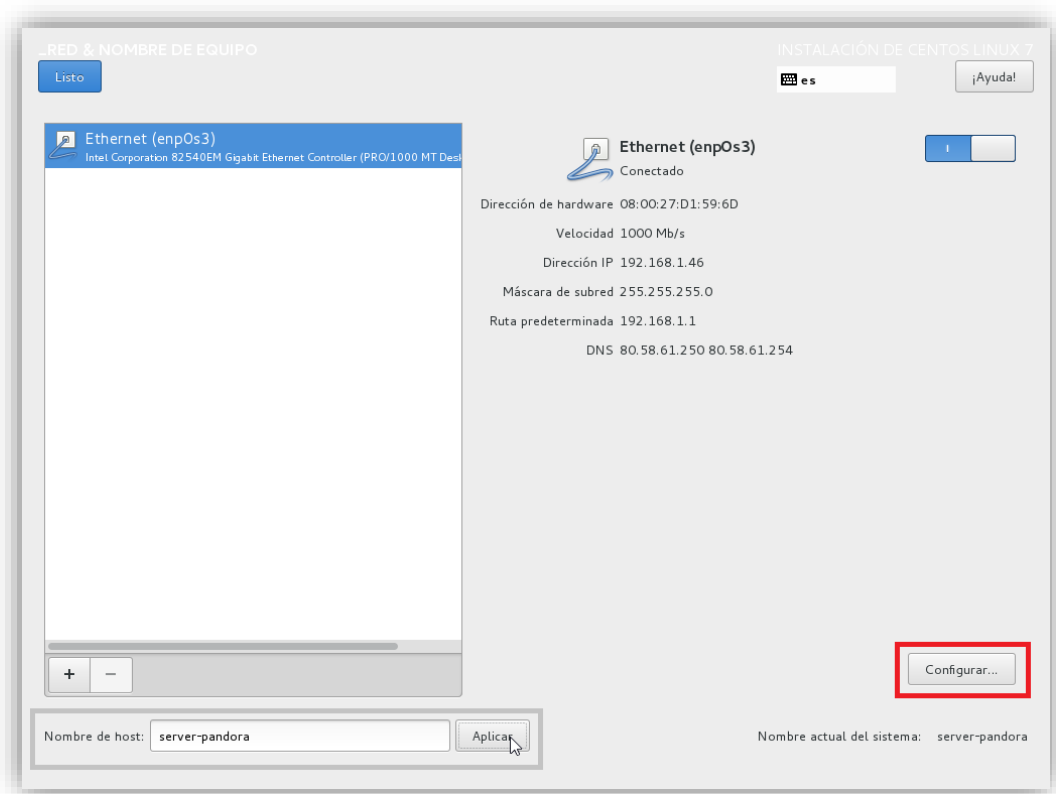 _RED & NOMBRE DE EQUIPO
INSTALACIÓN DE CENTOS LINUX 7
Listo
es
¡Ayuda!
Ethernet (enp0s3)
Intel Corporation 82540EM Gigabit Ethernet Controller (PRO/1000 MT Desk
Ethernet (enp0s3)
Conectado
Dirección de hardware 08:00:27:D1:59:6D
Velocidad 1000 Mb/s
Dirección IP 192.168.1.46
Máscara de subred 255.255.255.0
Ruta predeterminada 192.168.1.1
DNS 80.58.61.250 80.58.61.254
+
−
Configurar...
Nombre de host: server-pandora
Aplicar
Nombre actual del sistema: server-pandora